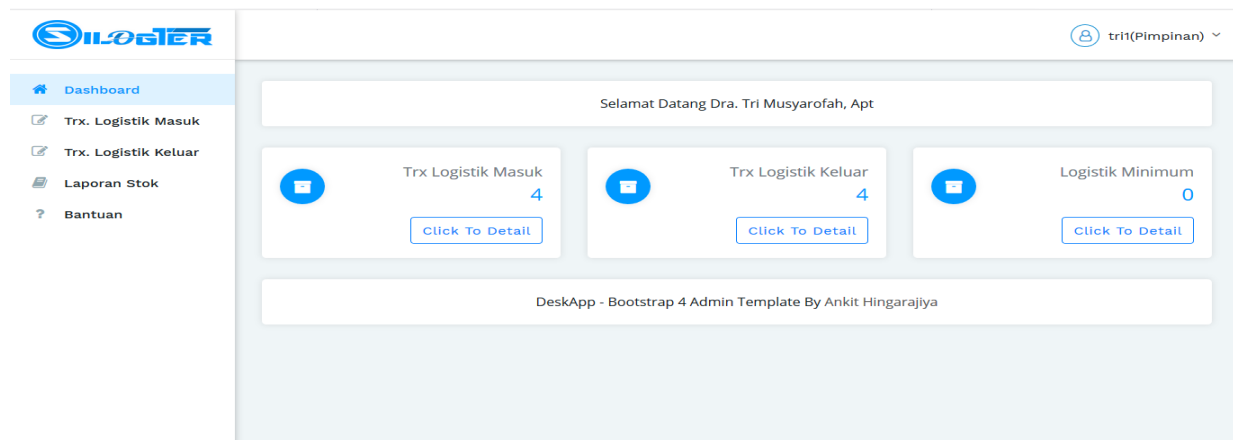 SIILOGTER
tri1(Pimpinan)
Dashboard
Trx. Logistik Masuk
Trx. Logistik Keluar
Laporan Stok
? Bantuan
Selamat Datang Dra. Tri Musyarofah, Apt
Trx Logistik Masuk
4
Click To Detail
Trx Logistik Keluar
4
Click To Detail
Logistik Minimum
0
Click To Detail
DeskApp - Bootstrap 4 Admin Template By Ankit Hingarajiya